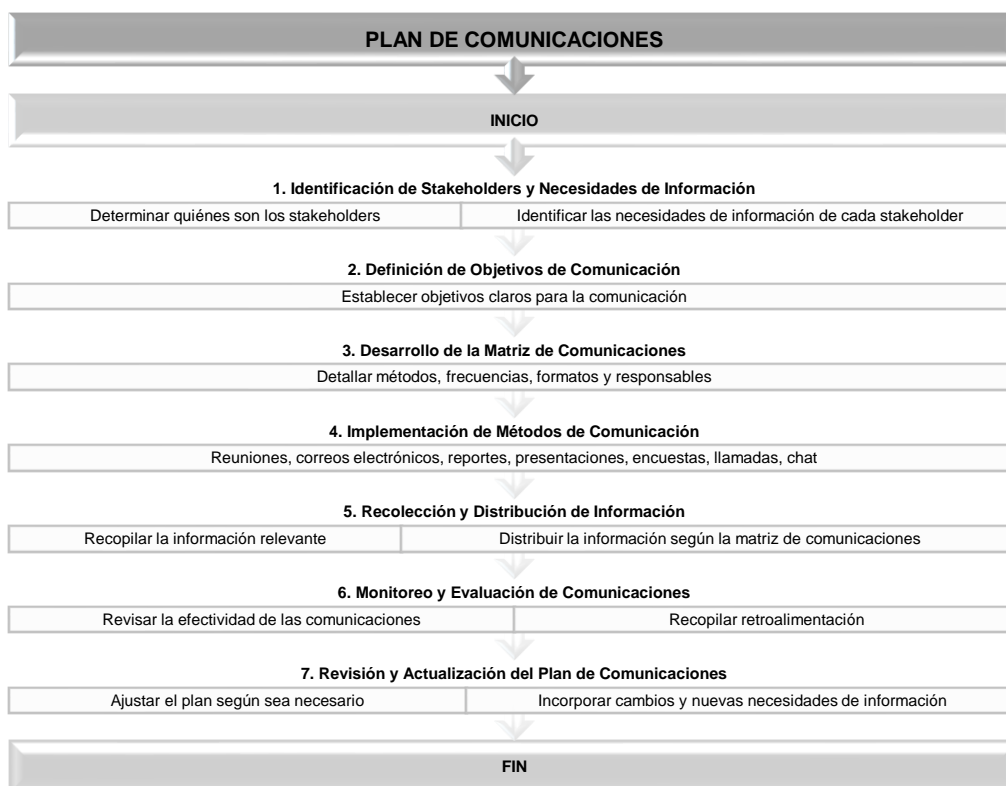 PLAN DE COMUNICACIONES
INICIO
1. Identificación de Stakeholders y Necesidades de Información
Determinar quiénes son los stakeholders
Identificar las necesidades de información de cada stakeholder
2. Definición de Objetivos de Comunicación
Establecer objetivos claros para la comunicación
3. Desarrollo de la Matriz de Comunicaciones
Detallar métodos, frecuencias, formatos y responsables
4. Implementación de Métodos de Comunicación
Reuniones, correos electrónicos, reportes, presentaciones, encuestas, llamadas, chat
5. Recolección y Distribución de Información
Recopilar la información relevante
Distribuir la información según la matriz de comunicaciones
6. Monitoreo y Evaluación de Comunicaciones
Revisar la efectividad de las comunicaciones
Recopilar retroalimentación
7. Revisión y Actualización del Plan de Comunicaciones
Ajustar el plan según sea necesario
Incorporar cambios y nuevas necesidades de información
FIN